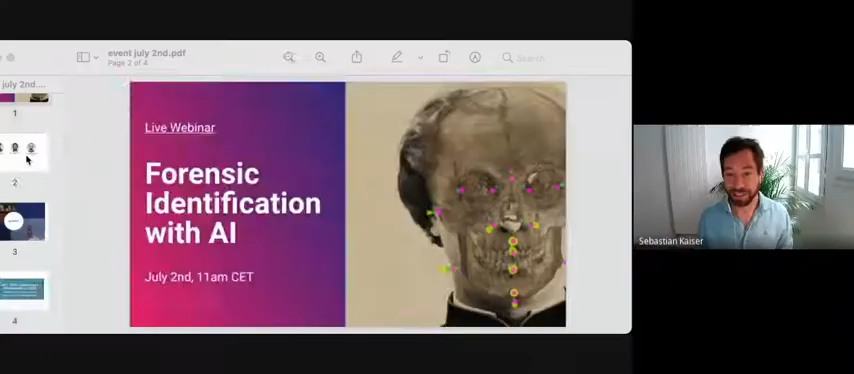 event july 2nd.pdf
Page 2 of 4
Search
july 2nd....
1
2
3
4
Live Webinar
Forensic
Identification
with AI
July 2nd, 11am CET
Sebastian Kaiser